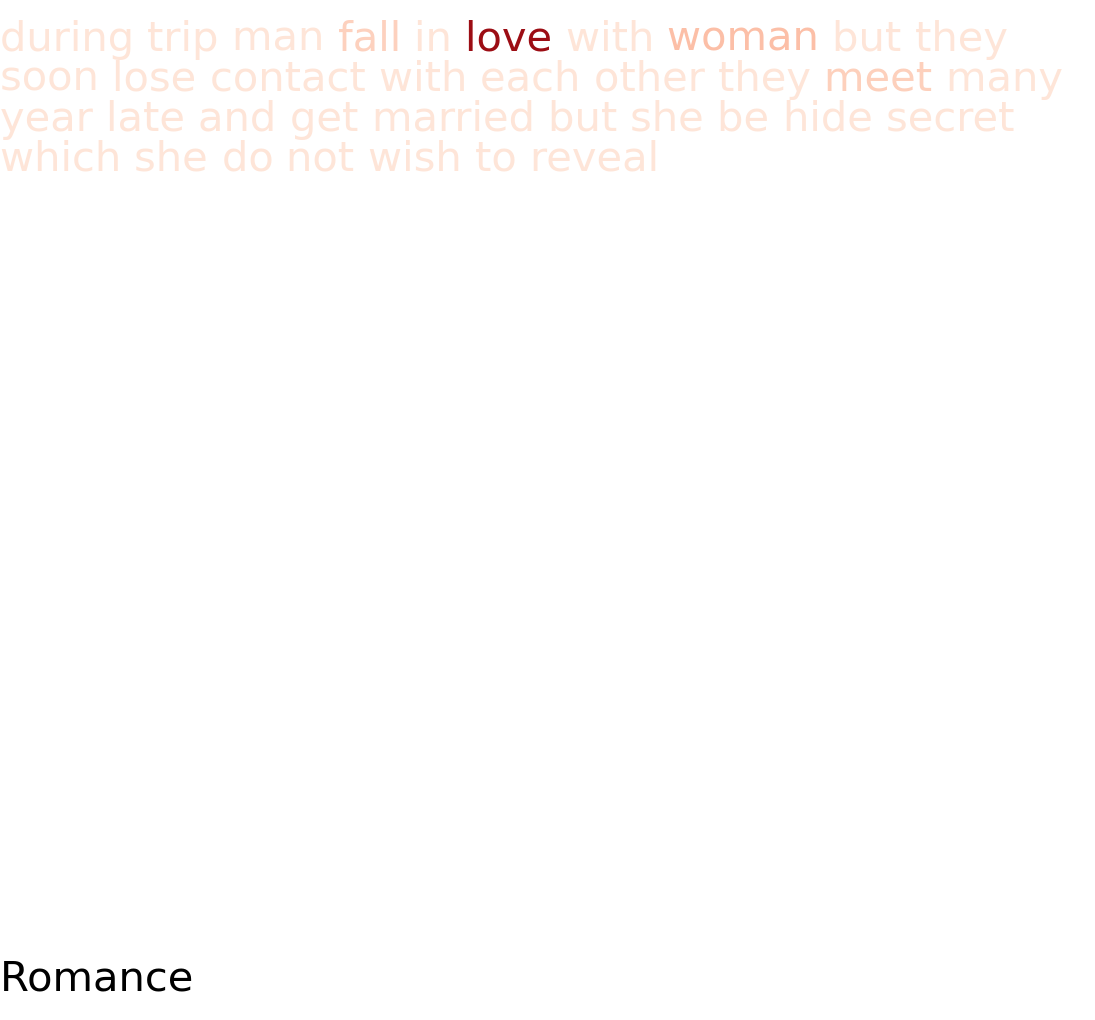 during trip man fall in love with woman but they
soon lose contact with each other they meet many
year late and get married but she be hide secret
which she do not wish to reveal
Romance